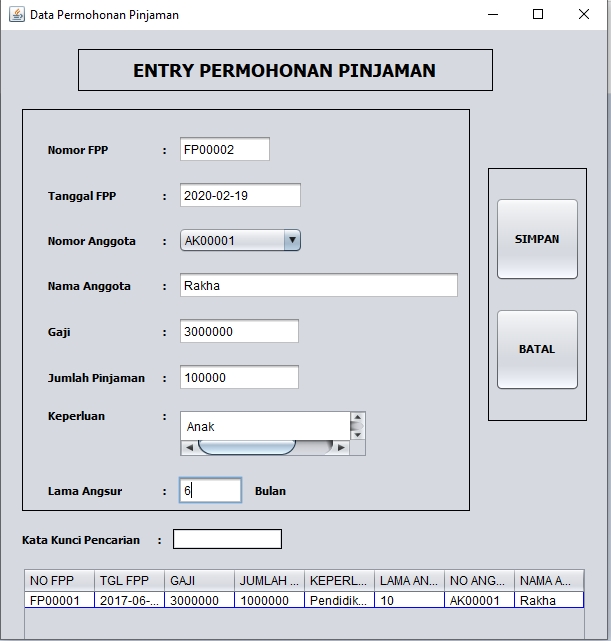 Data Permohonan Pinjaman
ENTRY PERMOHONAN PINJAMAN
Nomor FPP : FP00002
Tanggal FPP : 2020-02-19
Nomor Anggota : AK00001
Nama Anggota : Rakha
Gaji : 3000000
Jumlah Pinjaman : 100000
Keperluan : Anak
Lama Angsur : 6 Bulan
SIMPAN
BATAL
Kata Kunci Pencarian :
NO FPP TGL FPP GAJI JUMLAH ... KEPERL... LAMA AN... NO ANG... NAMA A...
FP00001 2017-06-... 3000000 1000000 Pendidik... 10 AK00001 Rakha